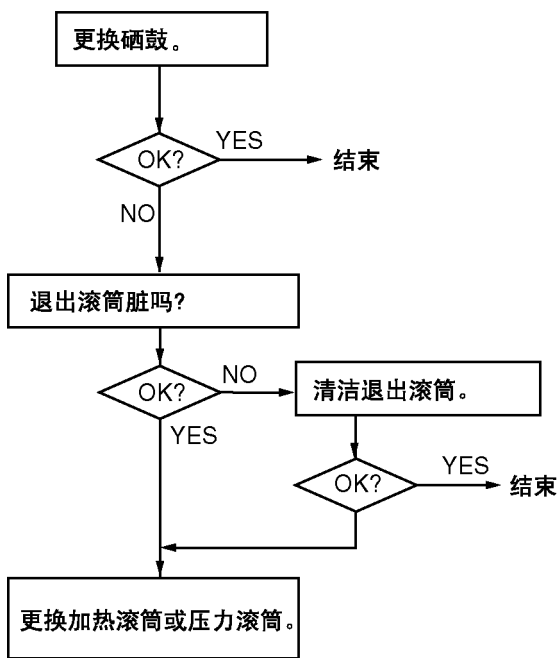 更换硒鼓。
OK?
YES
结束
NO
退出滚筒脏吗?
OK?
NO
清洁退出滚筒。
YES
OK?
YES
结束
更换加热滚筒或压力滚筒。